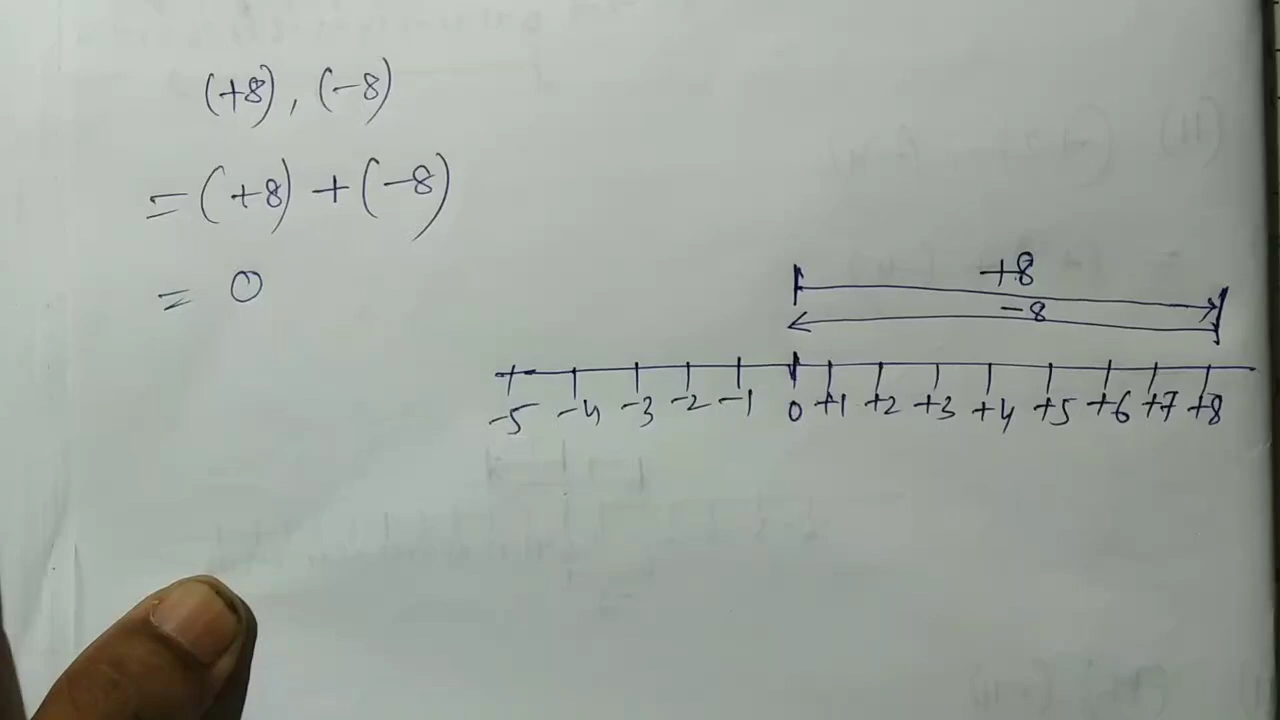 (+8), (-8)
= (+8) + (-8)
= 0
+8
-8
-5 -4 -3 -2 -1 0 +1 +2 +3 +4 +5 +6 +7 +8